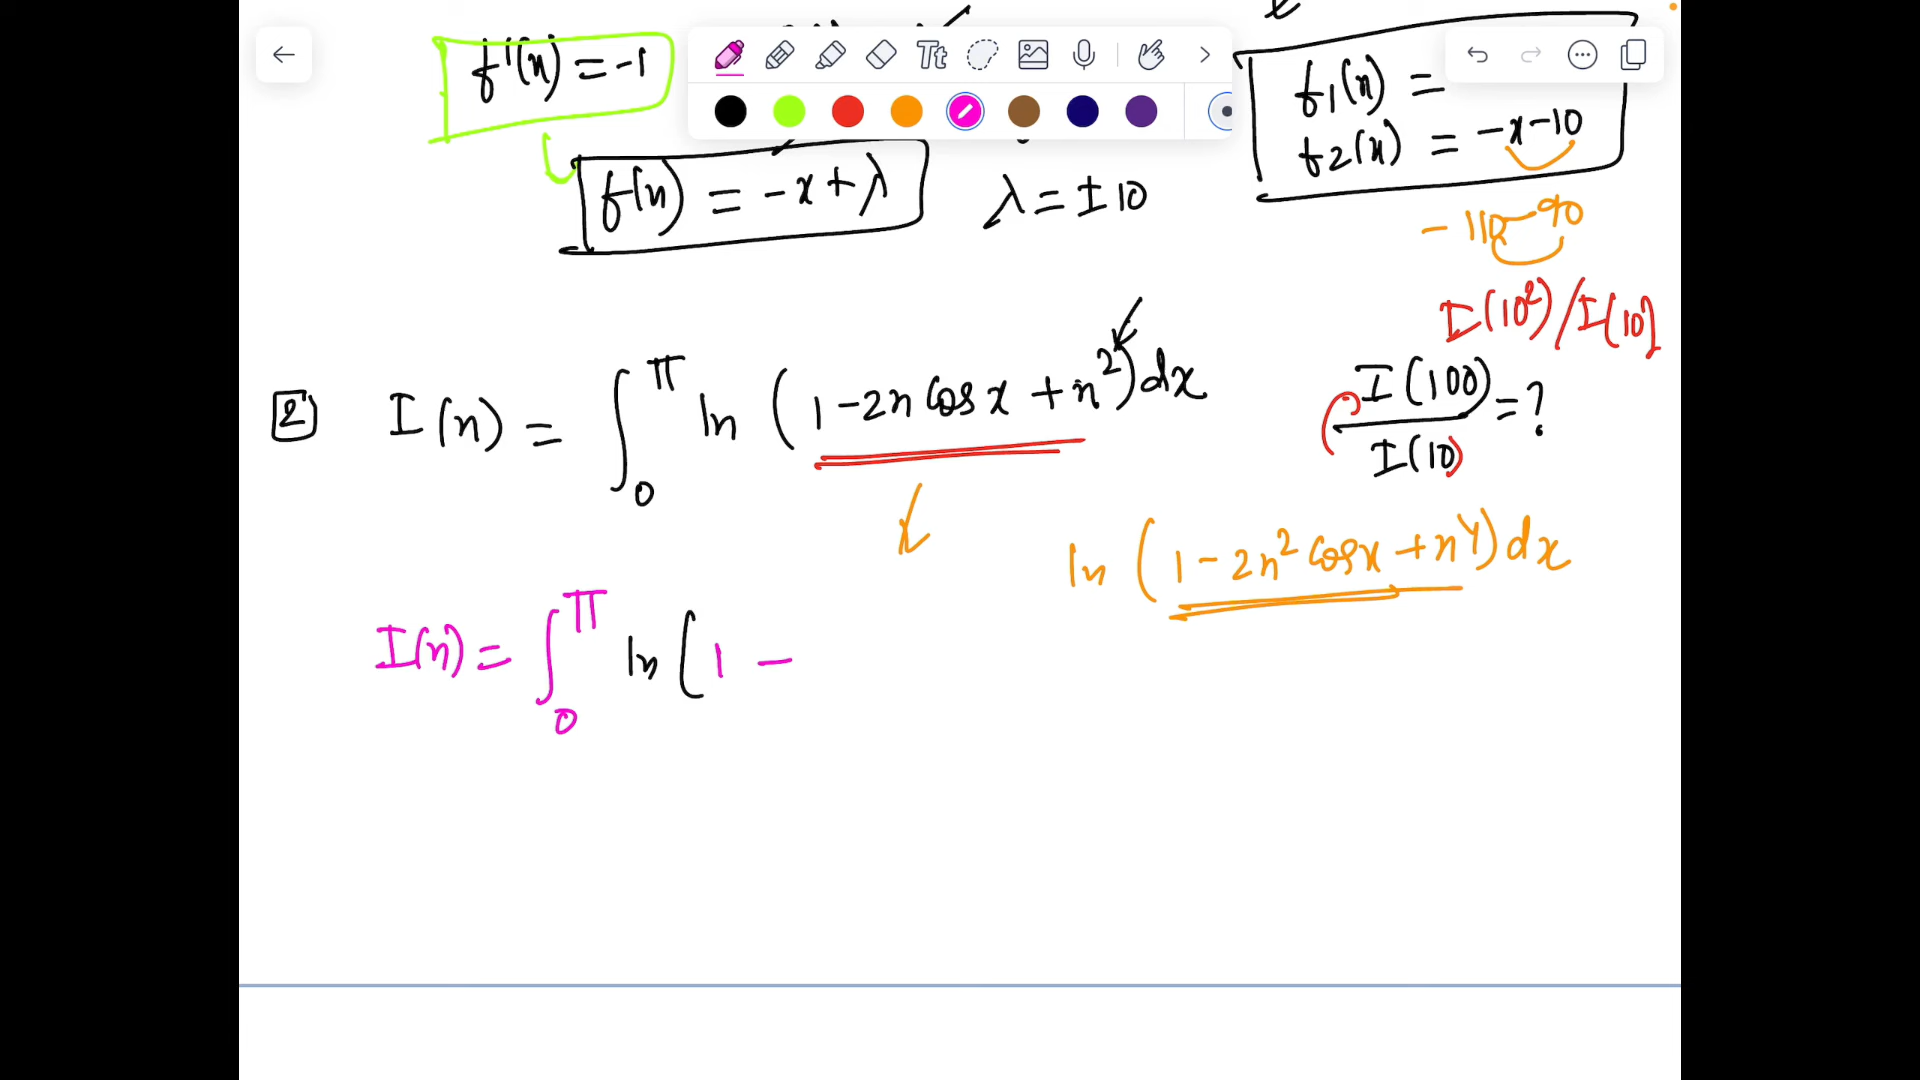 f'(n) = -1
f(n) = -x + λ
λ = ± 10
f1(n) =
f2(x) = -x-10
- 110 - 90
I(10²)/I(10)
2 I(n) = ∫₀^π ln (1 - 2n cos x + n²) dx
I(100)/I(10) = ?
x
ln (1 - 2n² cos x + n⁴) dx
I(n) = ∫₀^π ln (1 -
Tt